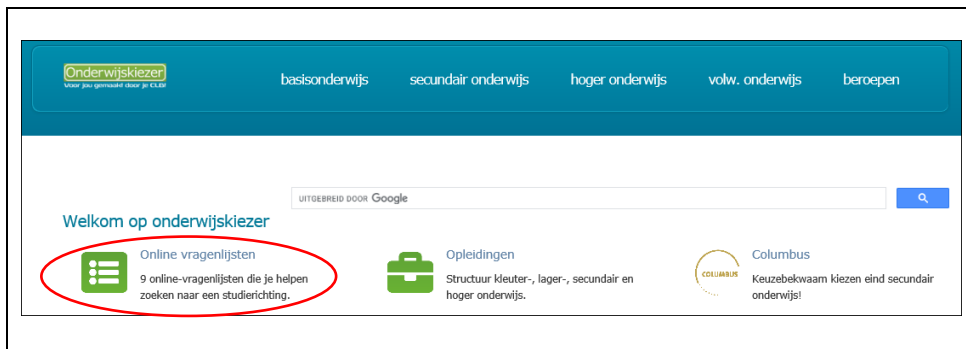 Onderwijskiezer
Voor jou gemaakt door je CLB!
basisonderwijs secundair onderwijs hoger onderwijs volw. onderwijs beroepen
UITGEBREID DOOR Google
Welkom op onderwijskiezer
Online vragenlijsten
9 online-vragenlijsten die je helpen
zoeken naar een studierichting.
Opleidingen
Structuur kleuter-, lager-, secundair en
hoger onderwijs.
COLUMBUS
Columbus
Keuzebekwaam kiezen eind secundair
onderwijs!